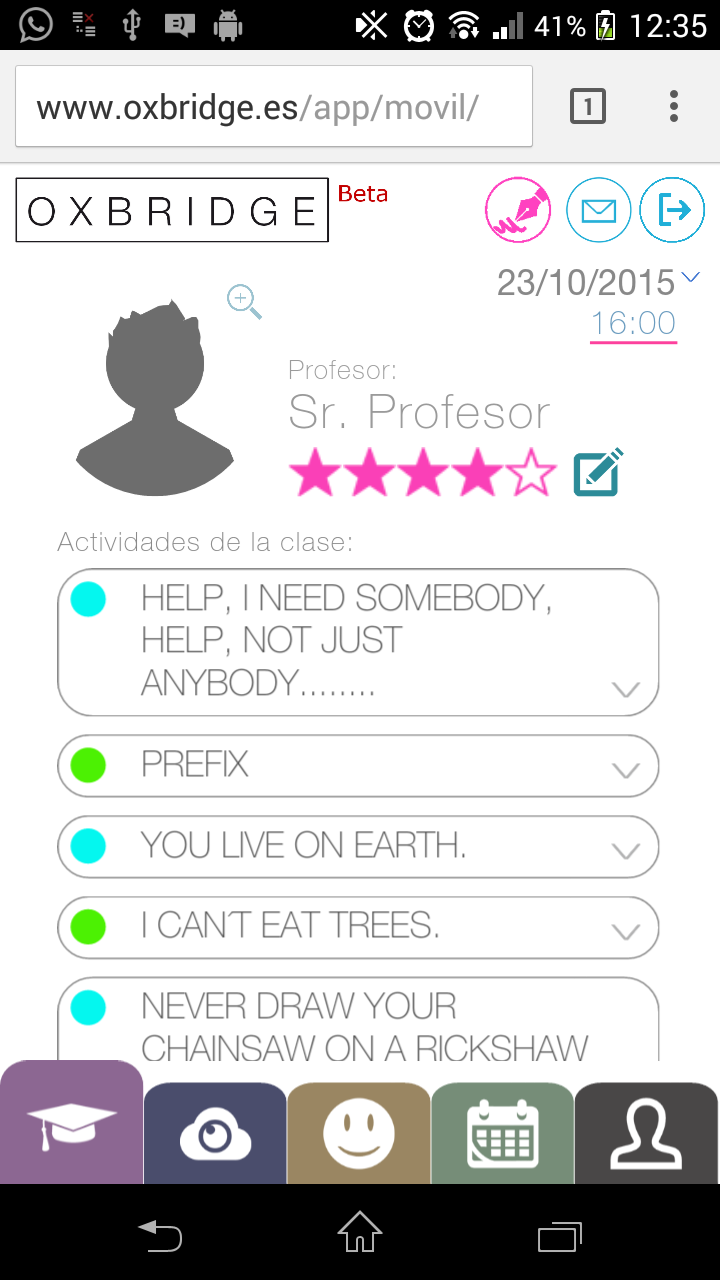 41% 12:35
www.oxbridge.es/app/movil/
1
OXBRIDGE Beta
23/10/2015
16:00
Profesor:
Sr. Profesor
Actividades de la clase:
HELP, I NEED SOMEBODY,
HELP, NOT JUST
ANYBODY........
PREFIX
YOU LIVE ON EARTH.
I CAN´T EAT TREES.
NEVER DRAW YOUR
CHAINSAW ON A RICKSHAW